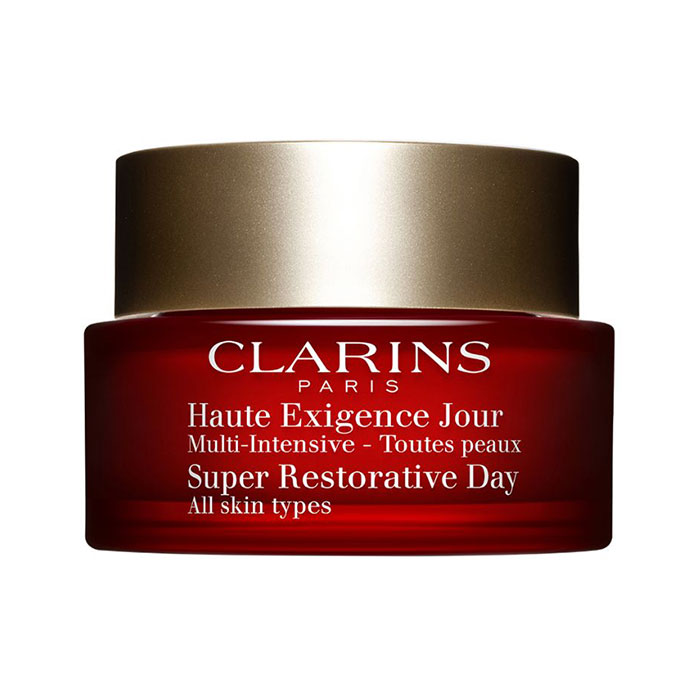 CLARINS
PARIS
Haute Exigence Jour
Multi-Intensive - Toutes peaux
Super Restorative Day
All skin types